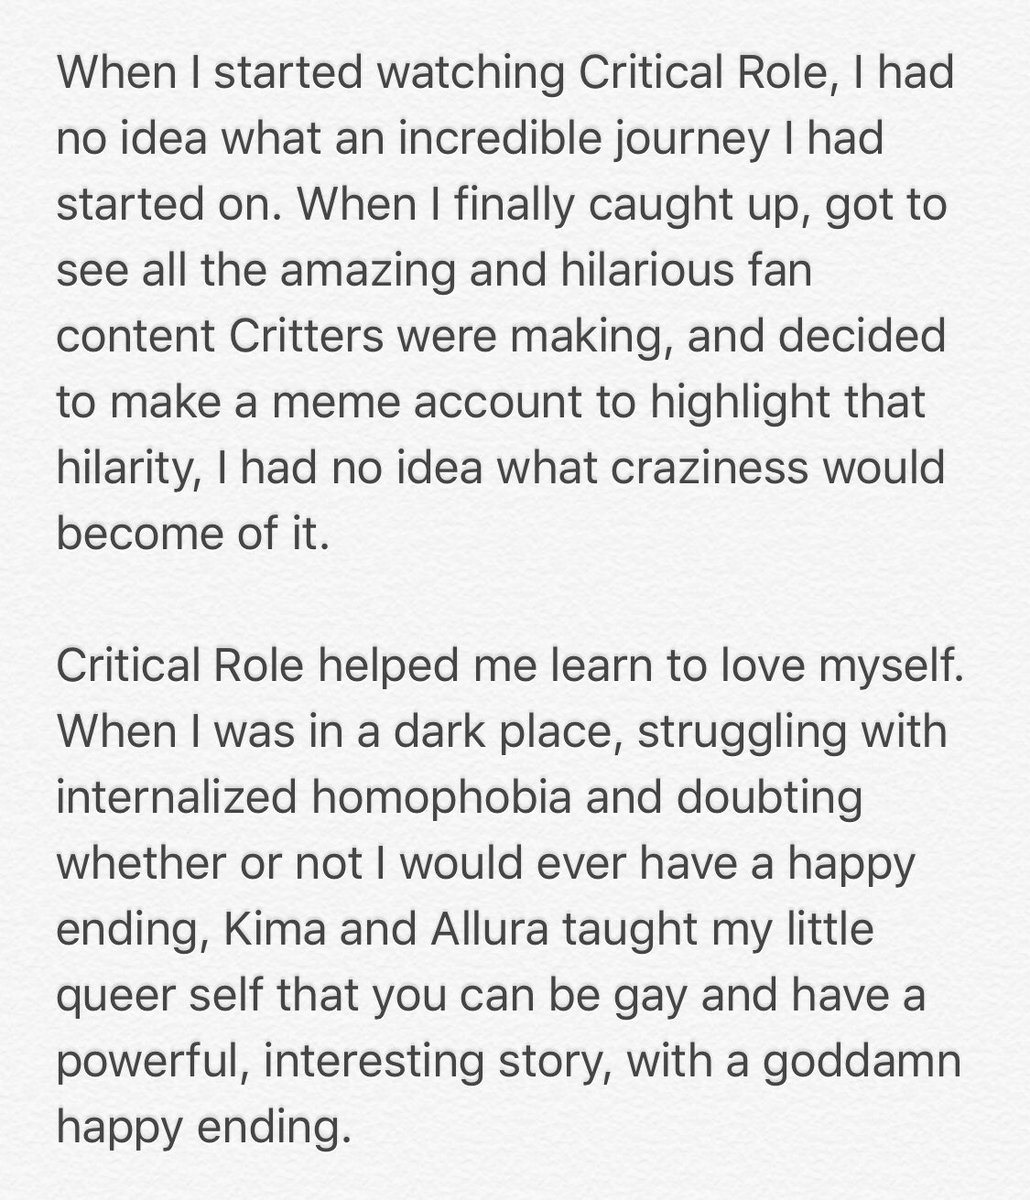 When I started watching Critical Role, I had
no idea what an incredible journey I had
started on. When I finally caught up, got to
see all the amazing and hilarious fan
content Critters were making, and decided
to make a meme account to highlight that
hilarity, I had no idea what craziness would
become of it.

Critical Role helped me learn to love myself.
When I was in a dark place, struggling with
internalized homophobia and doubting
whether or not I would ever have a happy
ending, Kima and Allura taught my little
queer self that you can be gay and have a
powerful, interesting story, with a goddamn
happy ending.